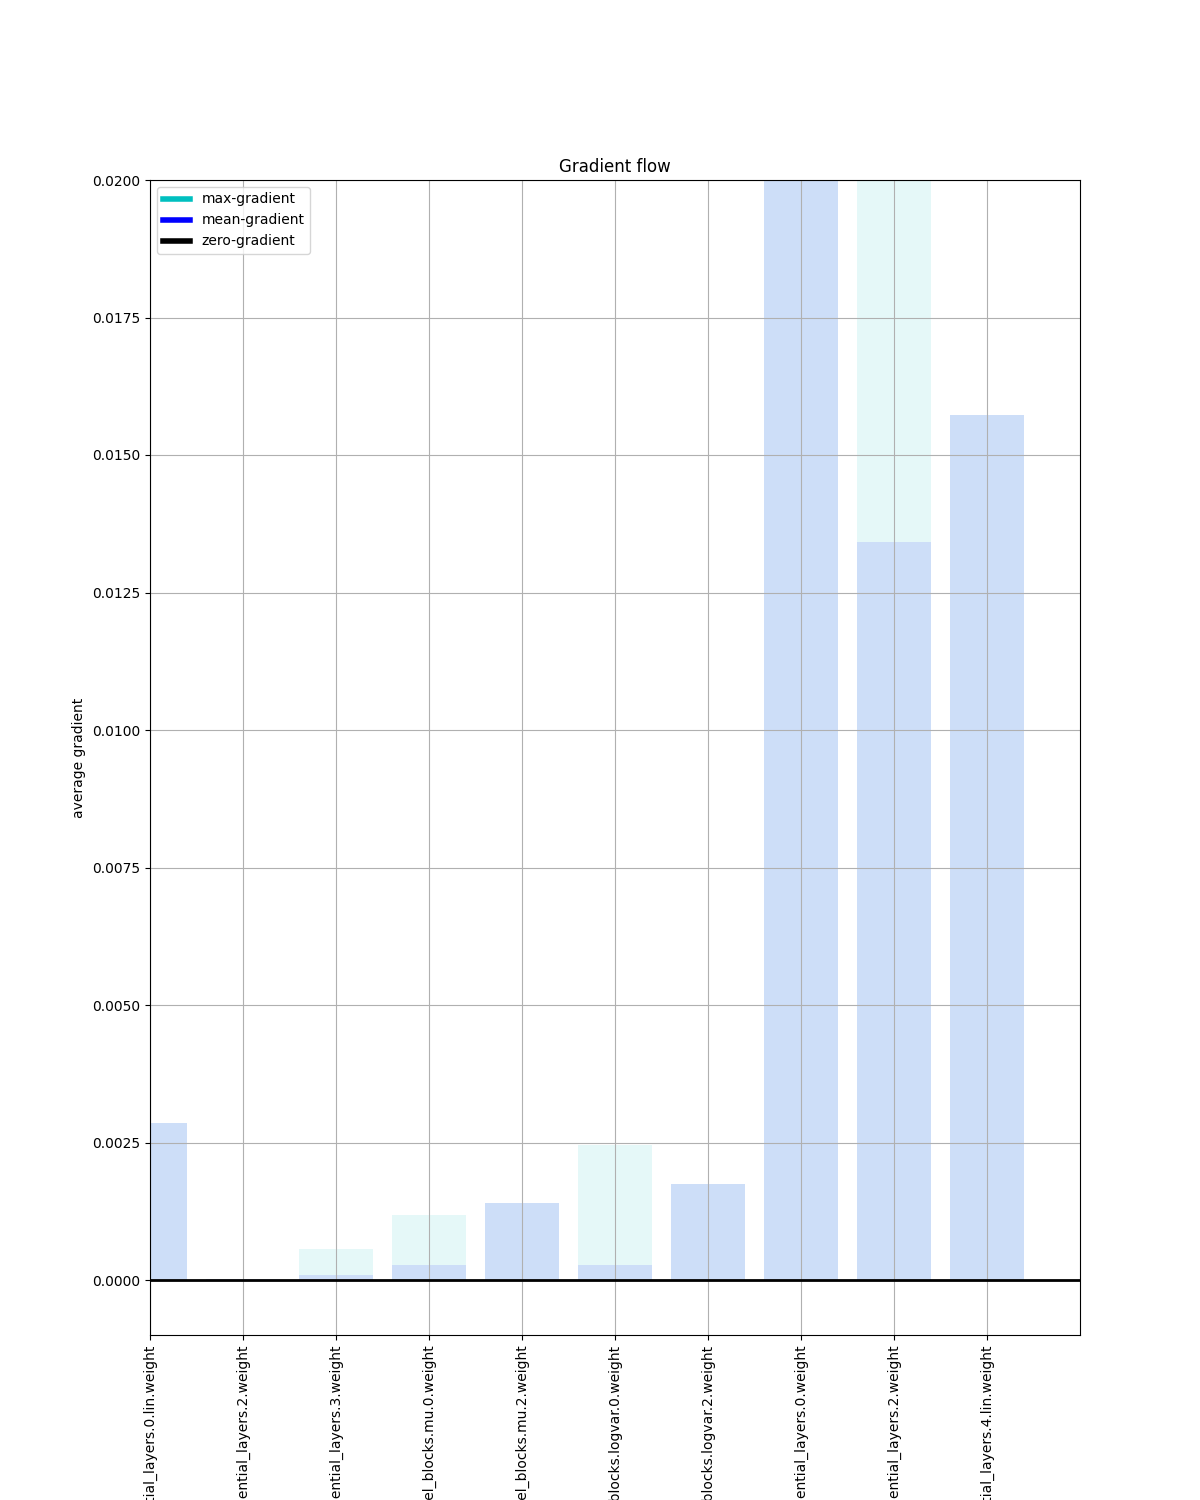 Gradient flow
max-gradient
mean-gradient
zero-gradient
0.0200
0.0175
0.0150
0.0125
0.0100
0.0075
0.0050
0.0025
0.0000
average gradient
tial_layers.0.lin.weight
ential_layers.2.weight
ential_layers.3.weight
el_blocks.mu.0.weight
el_blocks.mu.2.weight
blocks.logvar.0.weight
blocks.logvar.2.weight
ential_layers.0.weight
ential_layers.2.weight
tial_layers.4.lin.weight